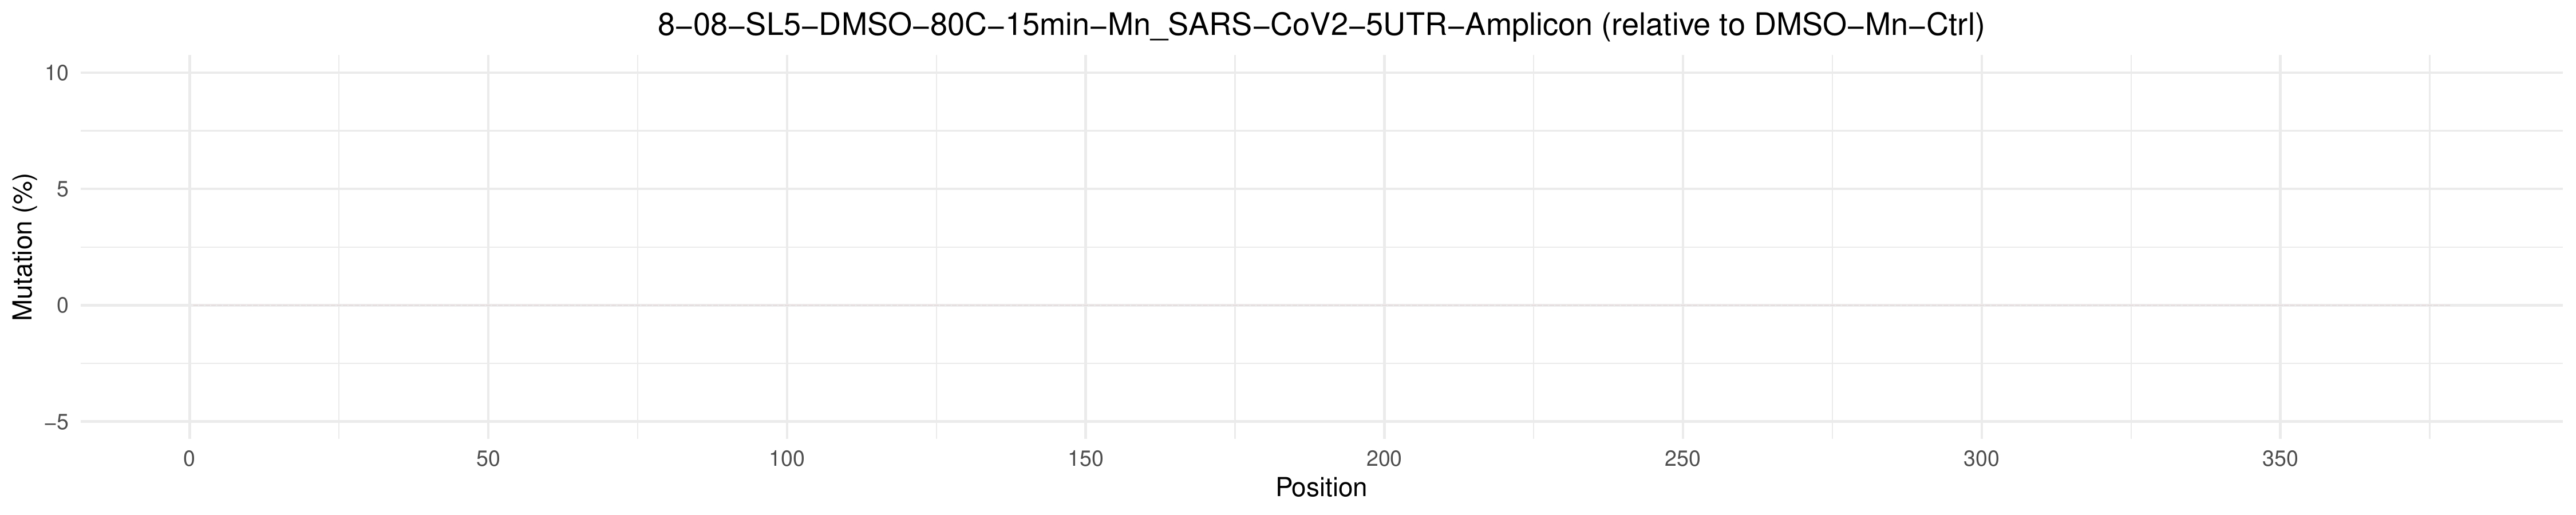 8−08−SL5−DMSO−80C−15min−Mn_SARS−CoV2−5UTR−Amplicon (relative to DMSO−Mn−Ctrl)
10
5
0
−5
Mutation (%)
0 50 100 150 200 250 300 350
Position